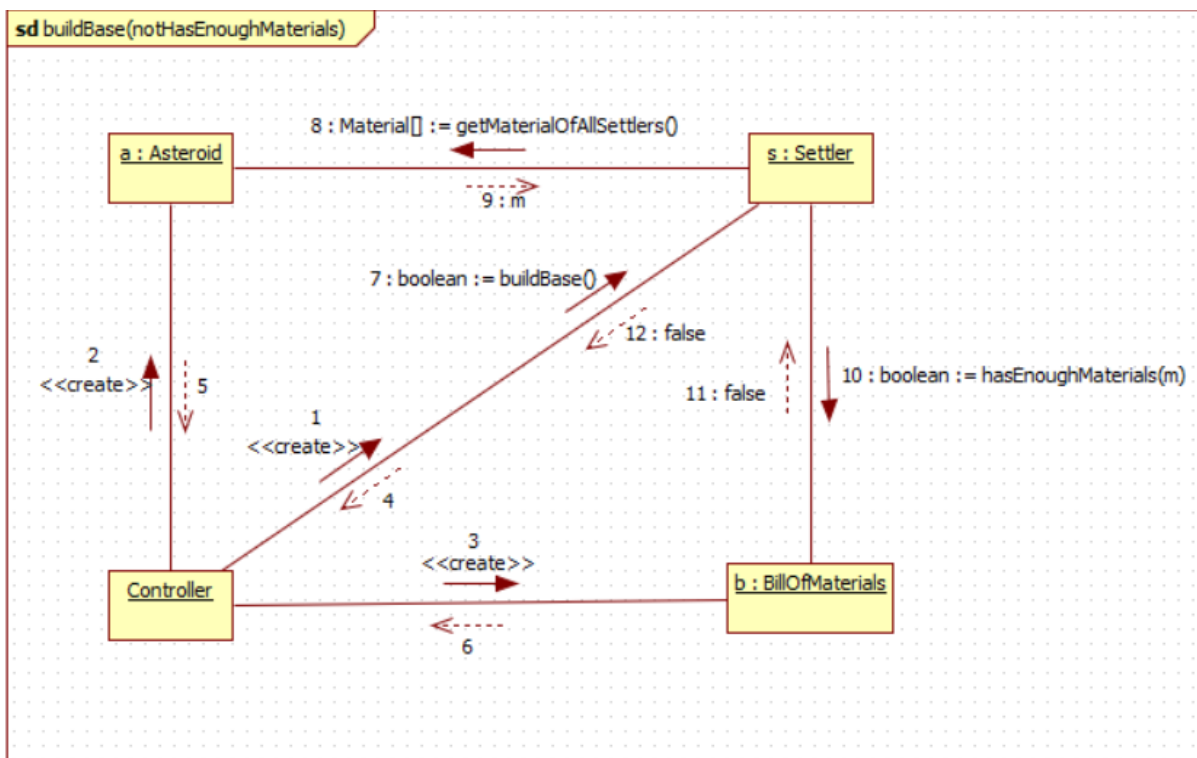 sd buildBase(notHasEnoughMaterials)
8 : Material[] := getMaterialOfAllSettlers()
a : Asteroid
s : Settler
9 : m
7 : boolean := buildBase()
12 : false
2
<<create>>
5
10 : boolean := hasEnoughMaterials(m)
11 : false
1
<<create>>
4
3
<<create>>
Controller
b : BillOfMaterials
6